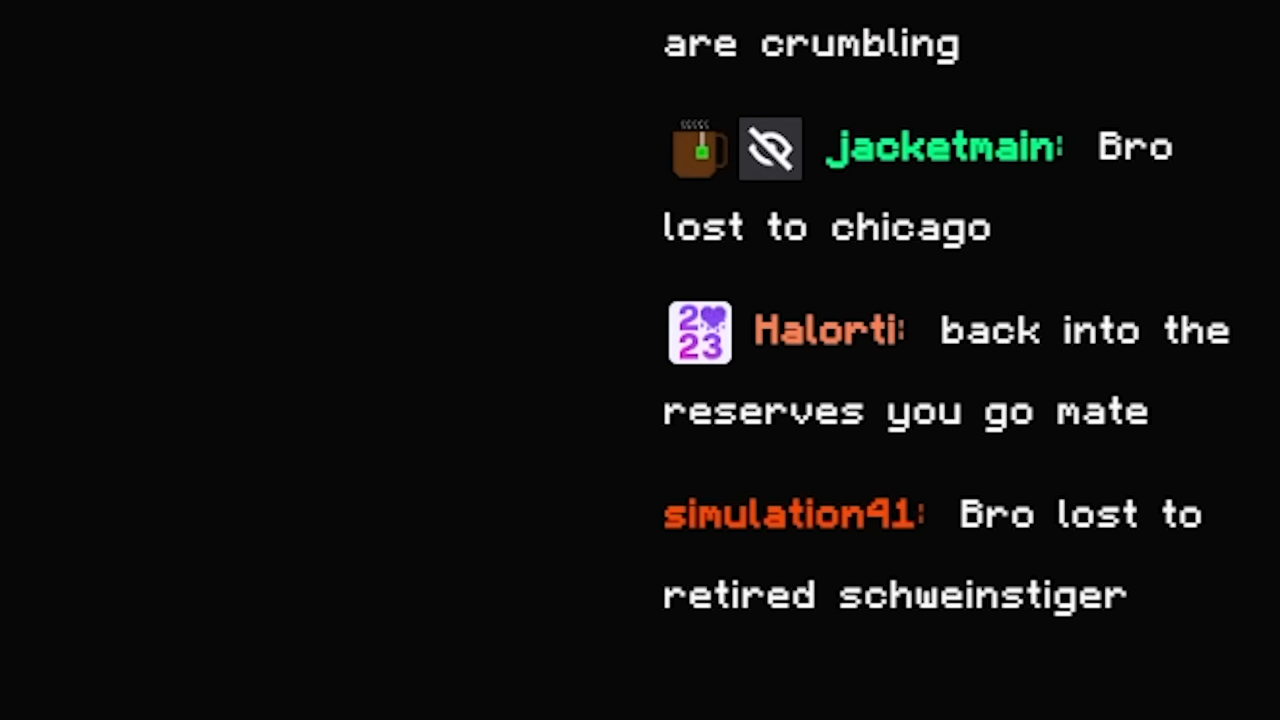 are crumbling
jacketmain: Bro
lost to chicago
2
23
Halorti: back into the
reserves you go mate
simulation91: Bro lost to
retired schweinstiger